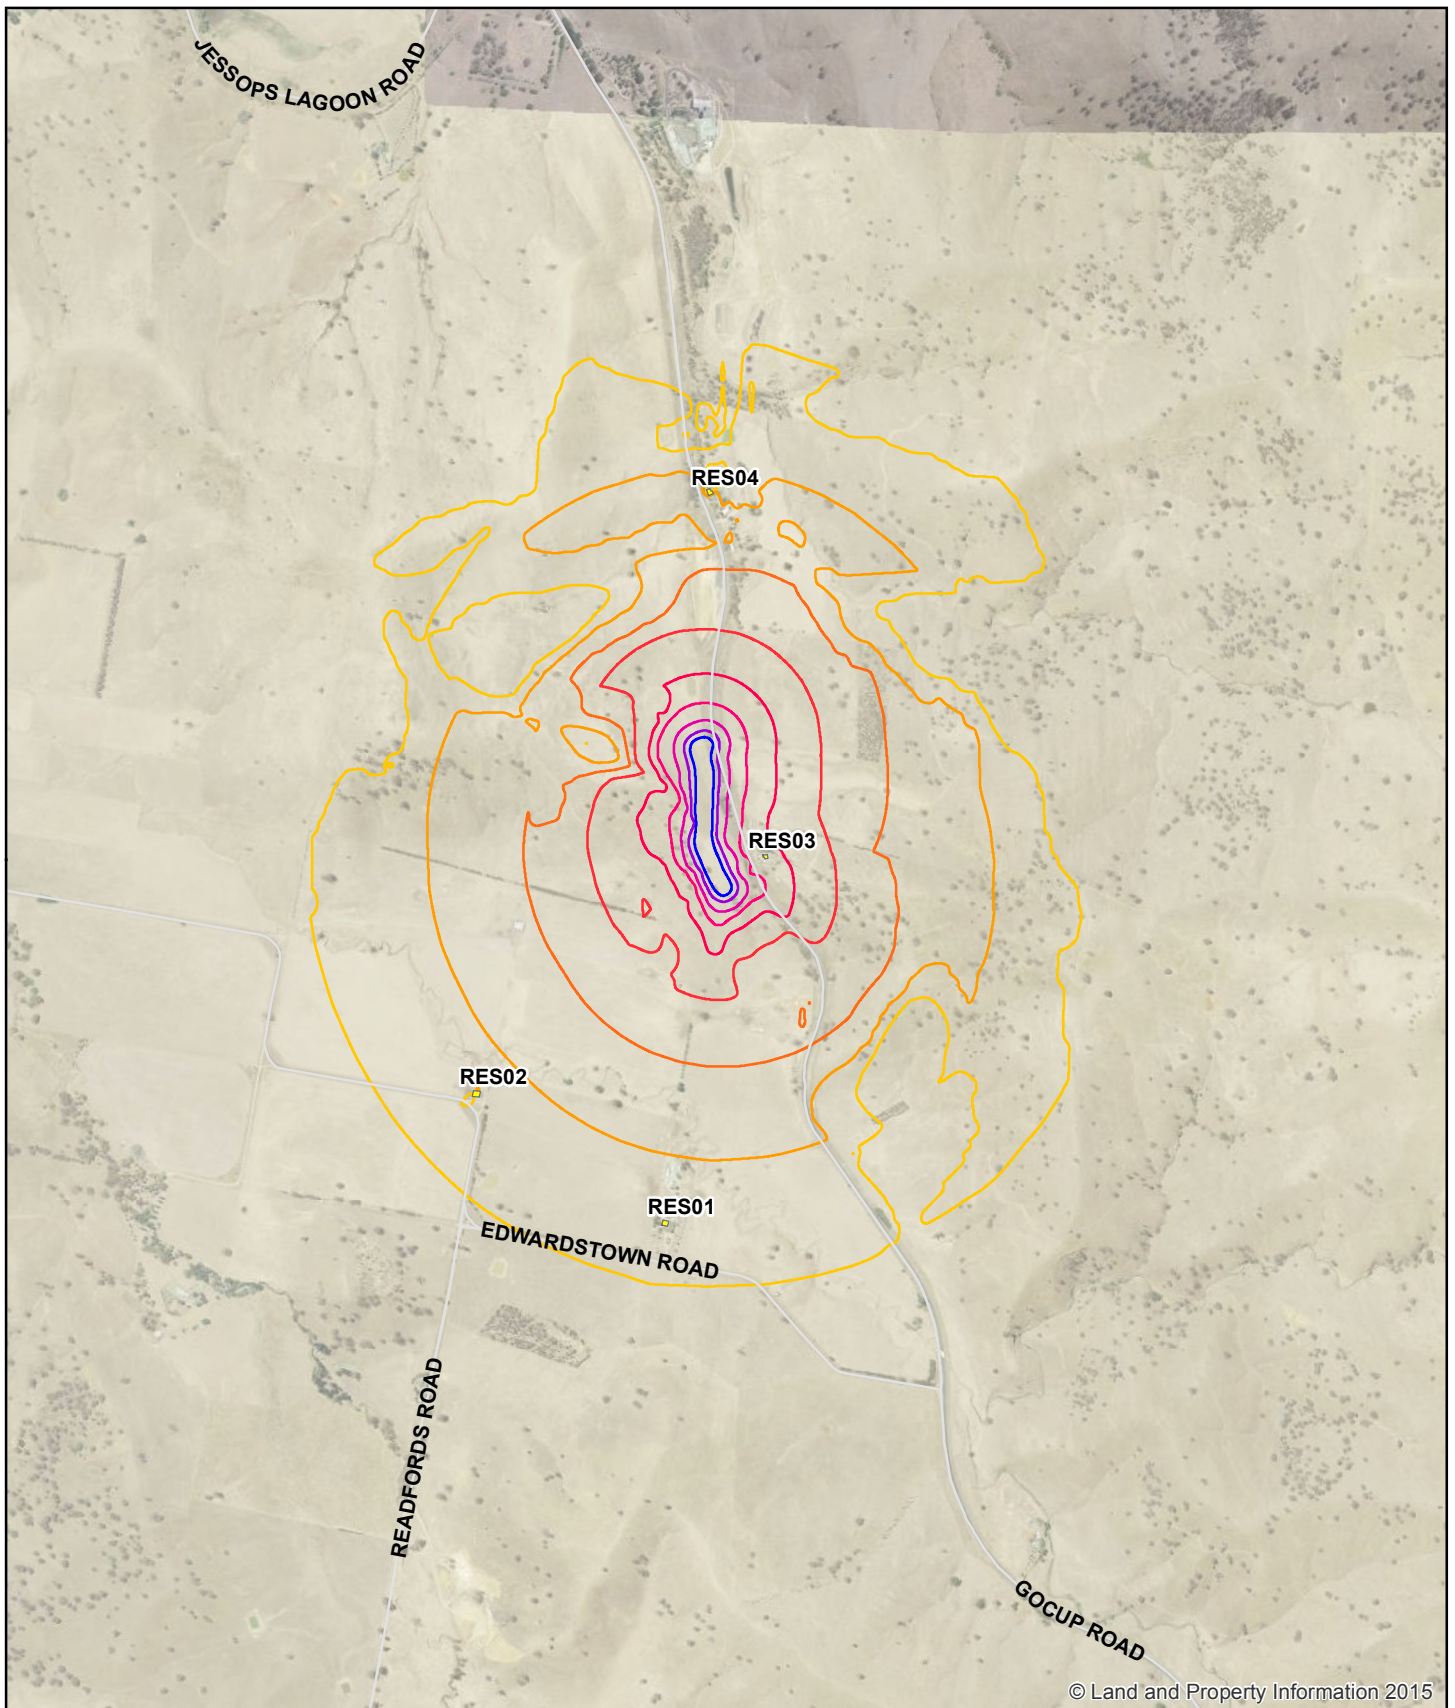 JESSOPS LAGOON ROAD
RES04
RES03
RES02
RES01
EDWARDSTOWN ROAD
READFORDS ROAD
GOCUP ROAD
© Land and Property Information 2015